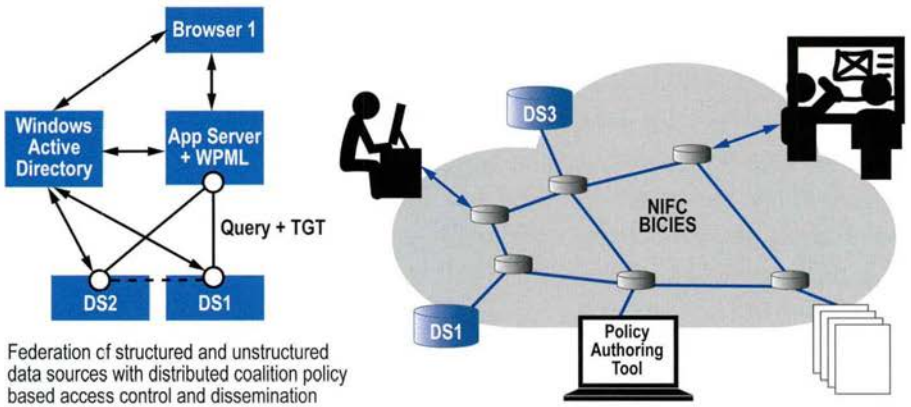 Browser 1
Windows
Active
Directory
App Server
+ WPML
Query + TGT
DS2
DS1
Federation of structured and unstructured
data sources with distributed coalition policy
based access control and dissemination
DS3
NIFC
BICIES
DS1
Policy
Authoring
Tool